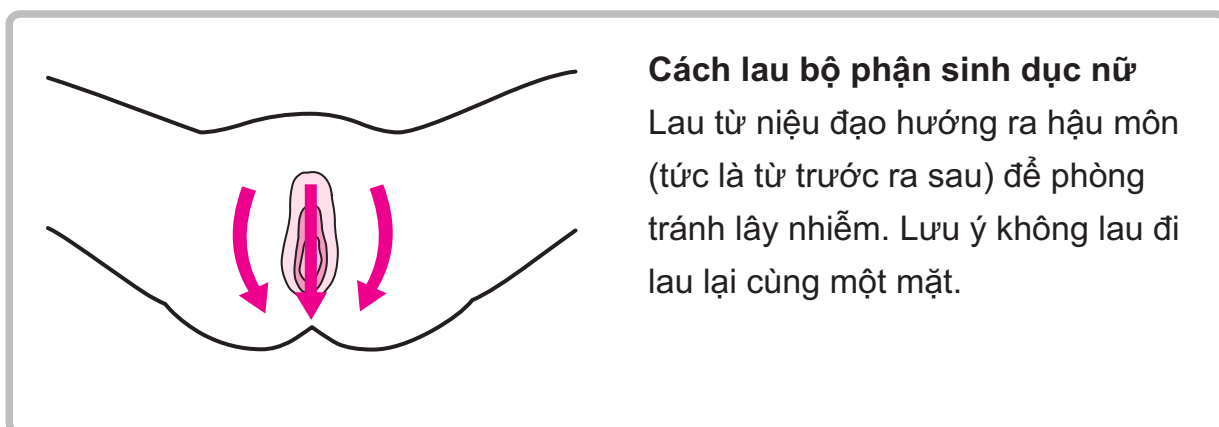 Cách lau bộ phận sinh dục nữ
Lau từ niệu đạo hướng ra hậu môn
(tức là từ trước ra sau) để phòng
tránh lây nhiễm. Lưu ý không lau đi
lau lại cùng một mặt.